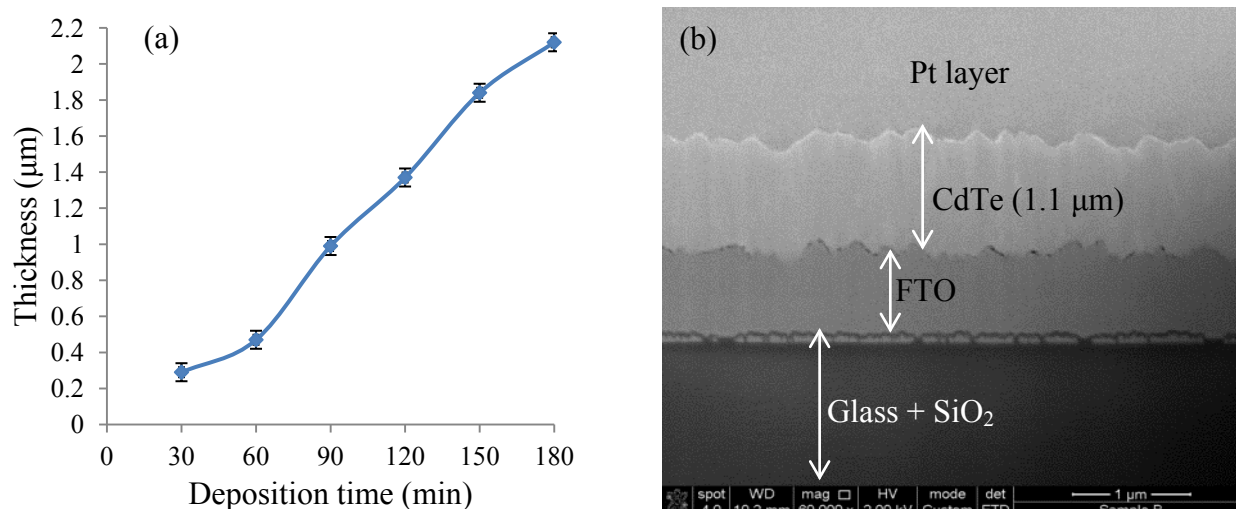 (a)
2.2
2
1.8
1.6
1.4
1.2
1
0.8
0.6
0.4
0.2
0
Thickness (μm)
0 30 60 90 120 150 180
Deposition time (min)
(b)
Pt layer
CdTe (1.1 μm)
FTO
Glass + SiO₂
spot WD mag HV mode det
1 μm